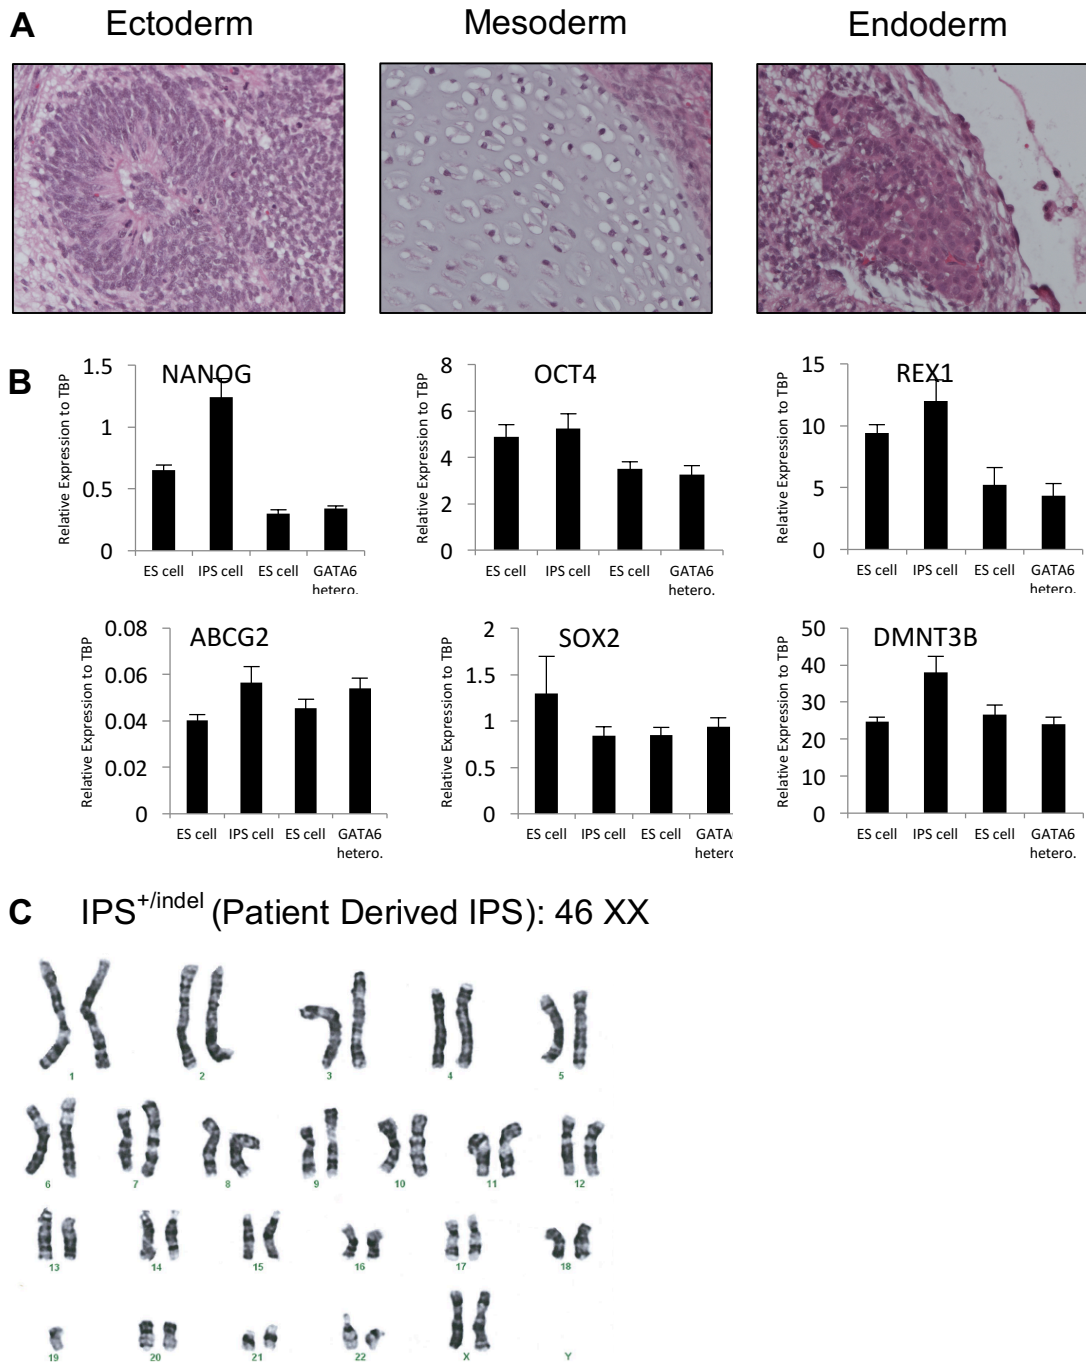 A Ectoderm Mesoderm Endoderm
B
NANOG
Relative Expression to TBP
1.5
1
0.5
0
ES cell IPS cell ES cell GATA6
hetero.
OCT4
Relative Expression to TBP
8
6
4
2
0
ES cell IPS cell ES cell GATA6
hetero.
REX1
Relative Expression to TBP
15
10
5
0
ES cell IPS cell ES cell GATA6
hetero.
ABCG2
Relative Expression to TBP
0.08
0.06
0.04
0.02
0
ES cell IPS cell ES cell GATA6
hetero.
SOX2
Relative Expression to TBP
2
1.5
1
0.5
0
ES cell IPS cell ES cell GATA
hetero
DMNT3B
Relative Expression to TBP
50
40
30
20
10
0
ES cell IPS cell ES cell GATA6
hetero.
C IPS+/indel (Patient Derived IPS): 46 XX
1 2 3 4 5
6 7 8 9 10 11 12
13 14 15 16 17 18
19 20 21 22 X Y